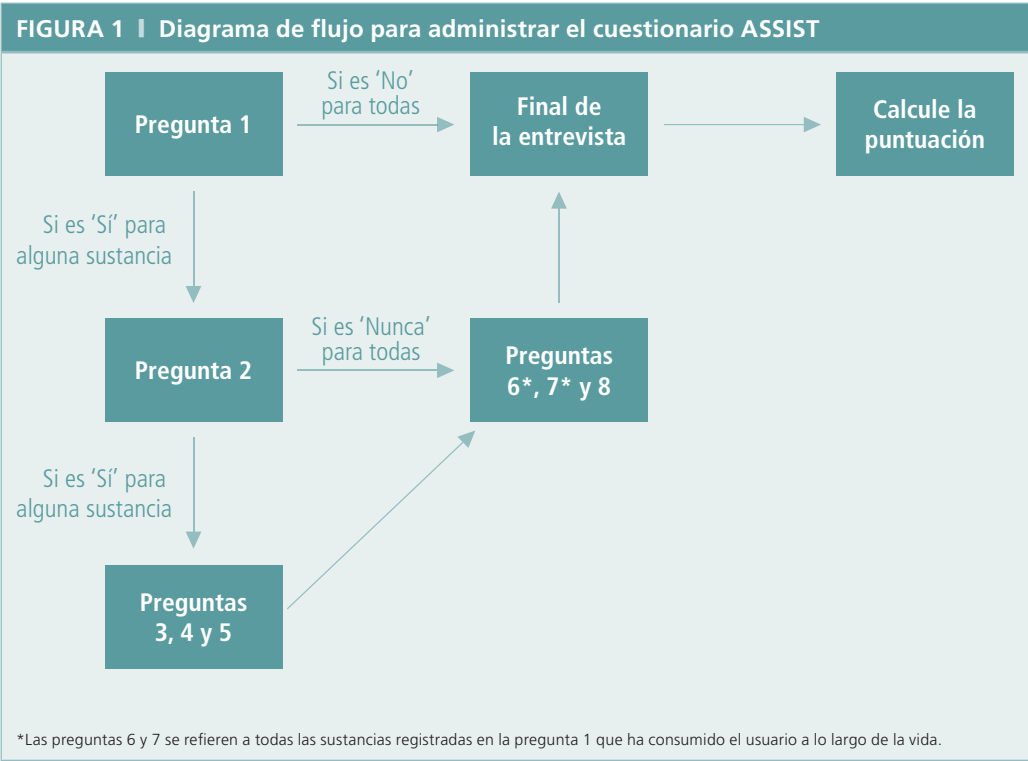 FIGURA 1 | Diagrama de flujo para administrar el cuestionario ASSIST
Pregunta 1
Si es ‘No’
para todas
Final de
la entrevista
Calcule la
puntuación
Si es ‘Sí’ para
alguna sustancia
Pregunta 2
Si es ‘Nunca’
para todas
Preguntas
6*, 7* y 8
Si es ‘Sí’ para
alguna sustancia
Preguntas
3, 4 y 5
*Las preguntas 6 y 7 se refieren a todas las sustancias registradas en la pregunta 1 que ha consumido el usuario a lo largo de la vida.